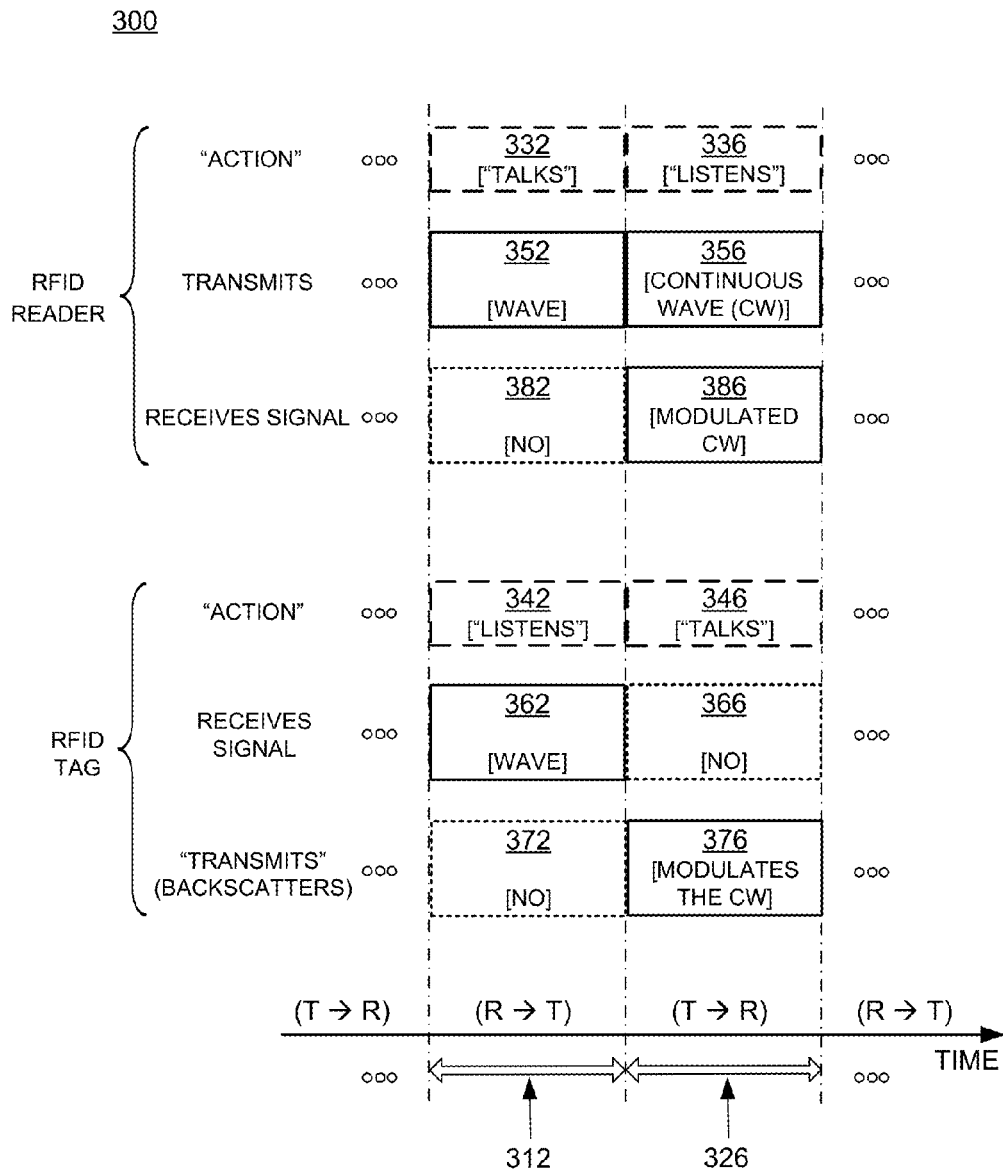 300
"ACTION" ooo 332 336 ooo
["TALKS"] ["LISTENS"]
RFID
READER
TRANSMITS ooo 352 356 ooo
[WAVE] [CONTINUOUS
WAVE (CW)]
RECEIVES SIGNAL ooo 382 386 ooo
[NO] [MODULATED
CW]
"ACTION" ooo 342 346 ooo
["LISTENS"] ["TALKS"]
RFID
TAG
RECEIVES
SIGNAL ooo 362 366 ooo
[WAVE] [NO]
"TRANSMITS"
(BACKSCATTERS) ooo 372 376 ooo
[NO] [MODULATES
THE CW]
(T → R) (R → T) (T → R) (R → T)
TIME
ooo ooo
312 326